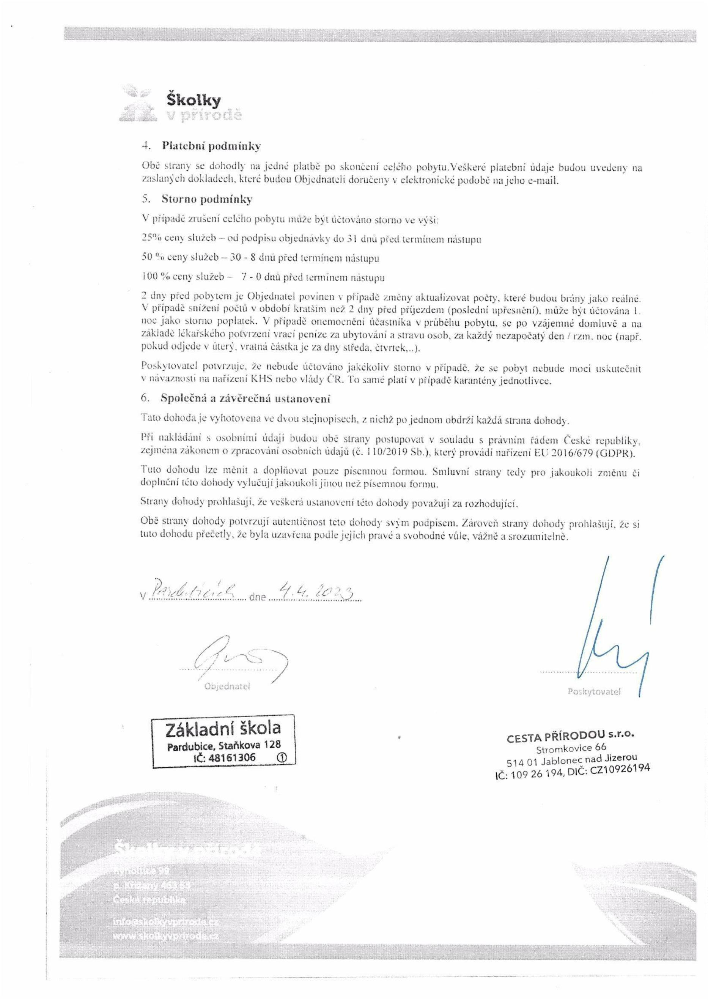 Školky
v přírodě
4. Platební podmínky
Obě strany se dohodly na jedné platbě po skončení celého pobytu.Veškeré platební údaje budou uvedeny na
zaslaných dokladech, které budou Objednateli doručeny v elektronické podobě na jeho e-mail.
5. Storno podmínky
V případě zrušení celého pobytu může být účtováno storno ve výši:
25% ceny služeb – od podpisu objednávky do 31 dnů před termínem nástupu
50 % ceny služeb – 30 - 8 dnů před termínem nástupu
100 % ceny služeb – 7 - 0 dnů před termínem nástupu
2 dny před pobytem je Objednatel povinen v případě změny aktualizovat počty, které budou brány jako reálné.
V případě snížení počtů v období kratším než 2 dny před příjezdem (poslední upřesnění), může být účtována 1.
noc jako storno poplatek. V případě onemocnění účastníka v průběhu pobytu, se po vzájemné domluvě a na
základě lékařského potvrzení vrací peníze za ubytování a stravu osob, za každý nezapočatý den / rzm. noc (např.
pokud odjede v úterý, vratná částka je za dny středa, čtvrtek,..).
Poskytovatel potvrzuje, že nebude účtováno jakékoliv storno v případě, že se pobyt nebude moci uskutečnit
v návaznosti na nařízení KHS nebo vlády ČR. To samé platí v případě karantény jednotlivce.
6. Společná a závěrečná ustanovení
Tato dohoda je vyhotovena ve dvou stejnopisech, z nichž po jednom obdrží každá strana dohody.
Při nakládání s osobními údaji budou obě strany postupovat v souladu s právním řádem České republiky,
zejména zákonem o zpracování osobních údajů (č. 110/2019 Sb.), který provádí nařízení EU 2016/679 (GDPR).
Tuto dohodu lze měnit a doplňovat pouze písemnou formou. Smluvní strany tedy pro jakoukoli změnu či
doplnění této dohody vylučují jakoukoli jinou než písemnou formu.
Strany dohody prohlašují, že veškerá ustanovení této dohody považují za rozhodující.
Obě strany dohody potvrzují autentičnost této dohody svým podpisem. Zároveň strany dohody prohlašují, že si
tuto dohodu přečetly, že byla uzavřena podle jejich pravé a svobodné vůle, vážně a srozumitelně.
V Pardubicích dne 4.4.2023
Objednatel
Poskytovatel
Základní škola
Pardubice, Staňkova 128
IČ: 48161306 ①
CESTA PŘÍRODOU s.r.o.
Stromkovice 66
514 01 Jablonec nad Jizerou
IČ: 109 26 194, DIČ: CZ10926194
Školky v přírodě
Rynoltice 99
p. Křižany 463 53
Česká republika
info@skolkyvprirode.cz
www.skolkyvprirode.cz